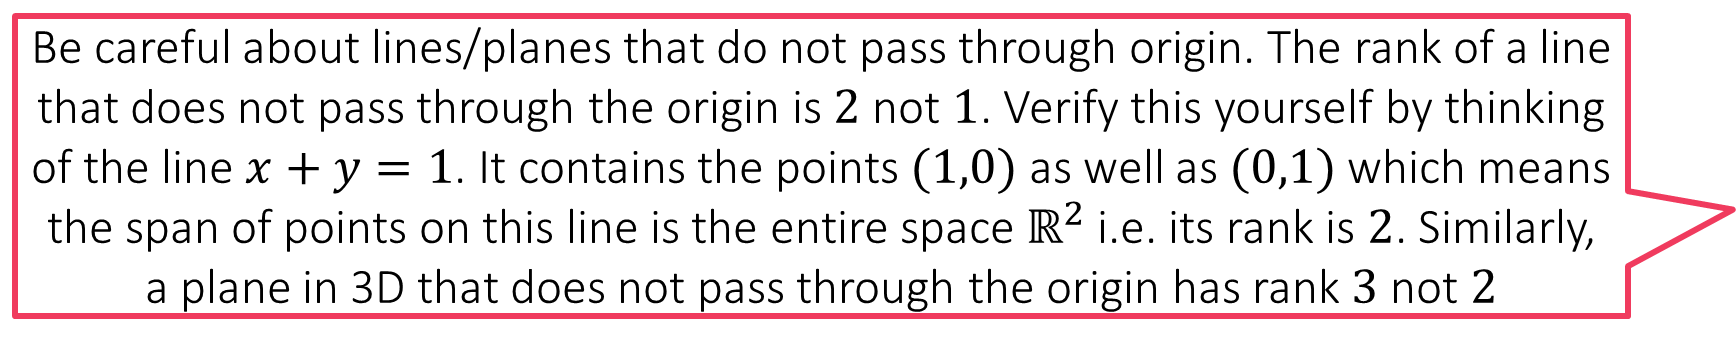 Be careful about lines/planes that do not pass through origin. The rank of a line
that does not pass through the origin is 2 not 1. Verify this yourself by thinking
of the line x + y = 1. It contains the points (1,0) as well as (0,1) which means
the span of points on this line is the entire space ℝ² i.e. its rank is 2. Similarly,
a plane in 3D that does not pass through the origin has rank 3 not 2